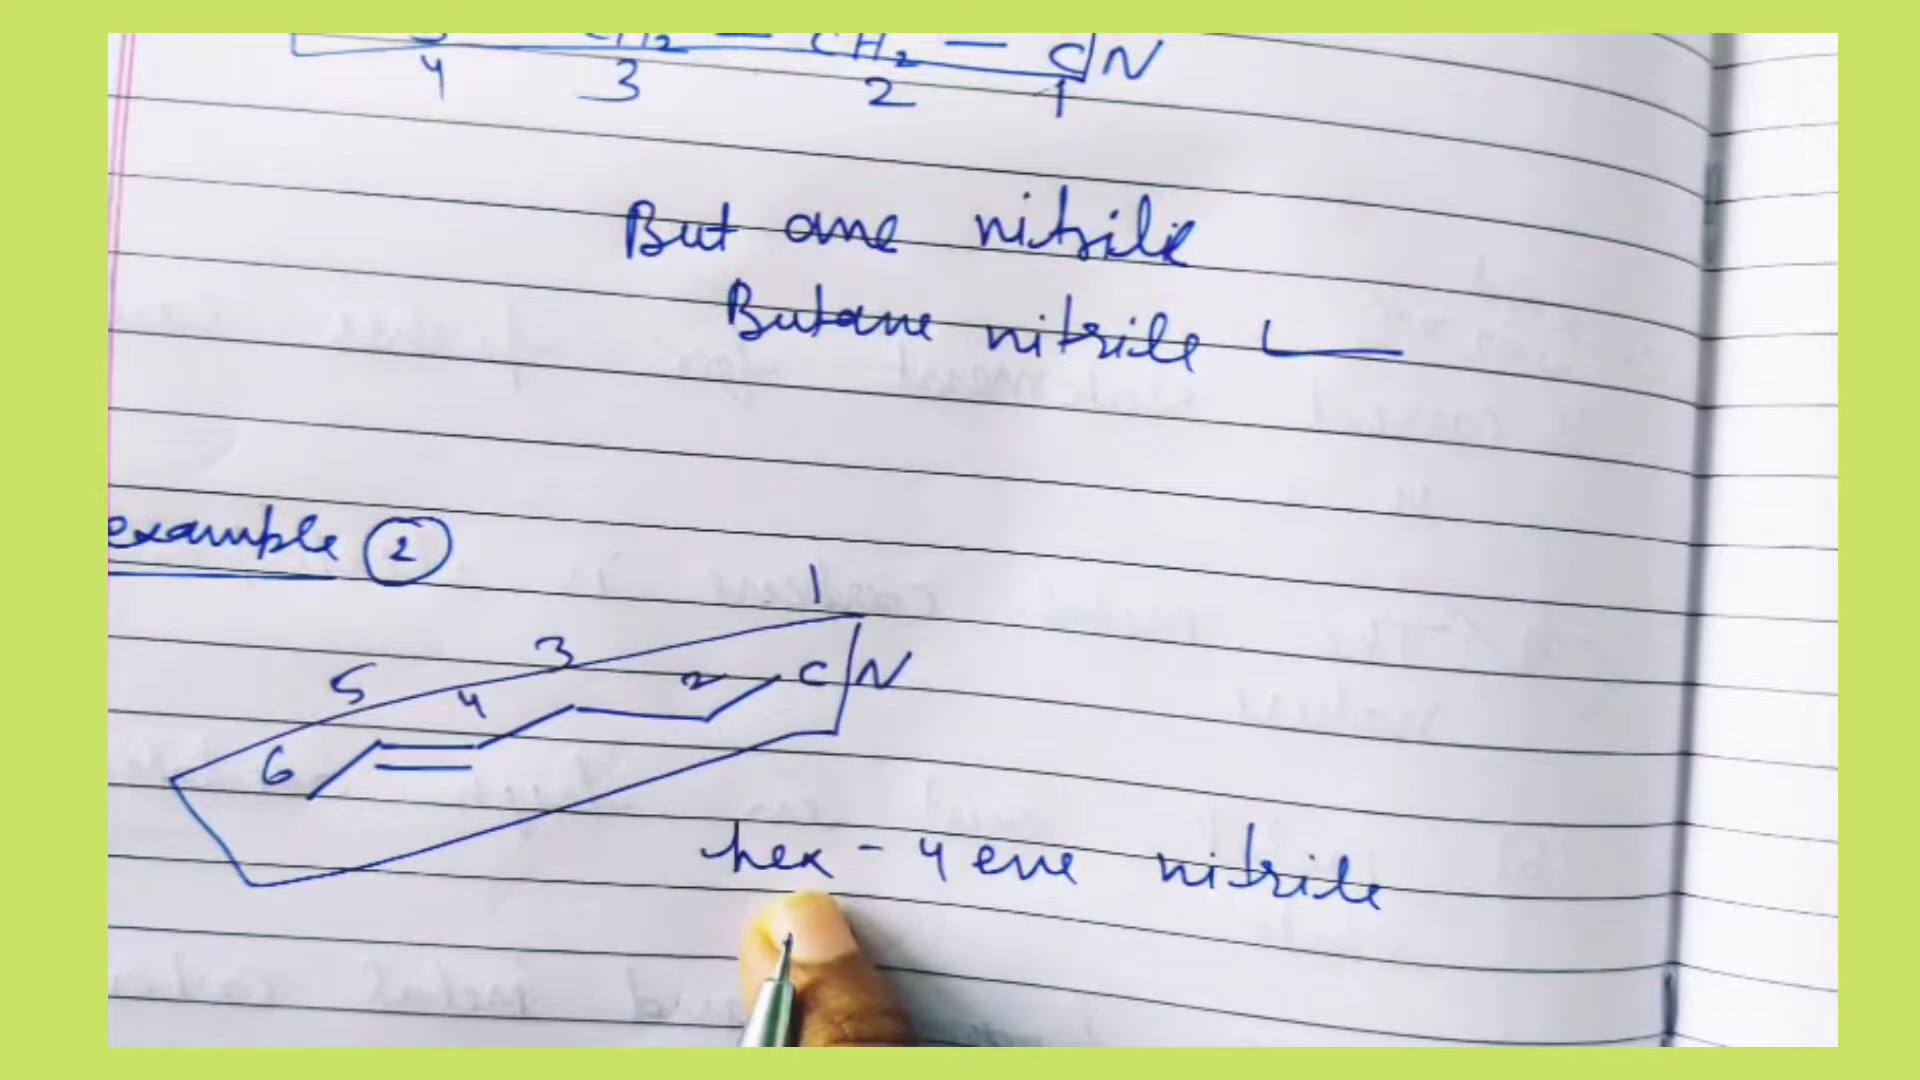 CH2 — CH2 — CN
4 3 2 1
But ane nitrile
Butane nitrile
example 2
1
3
5 4 2 CN
6
hex - 4 ene nitrile